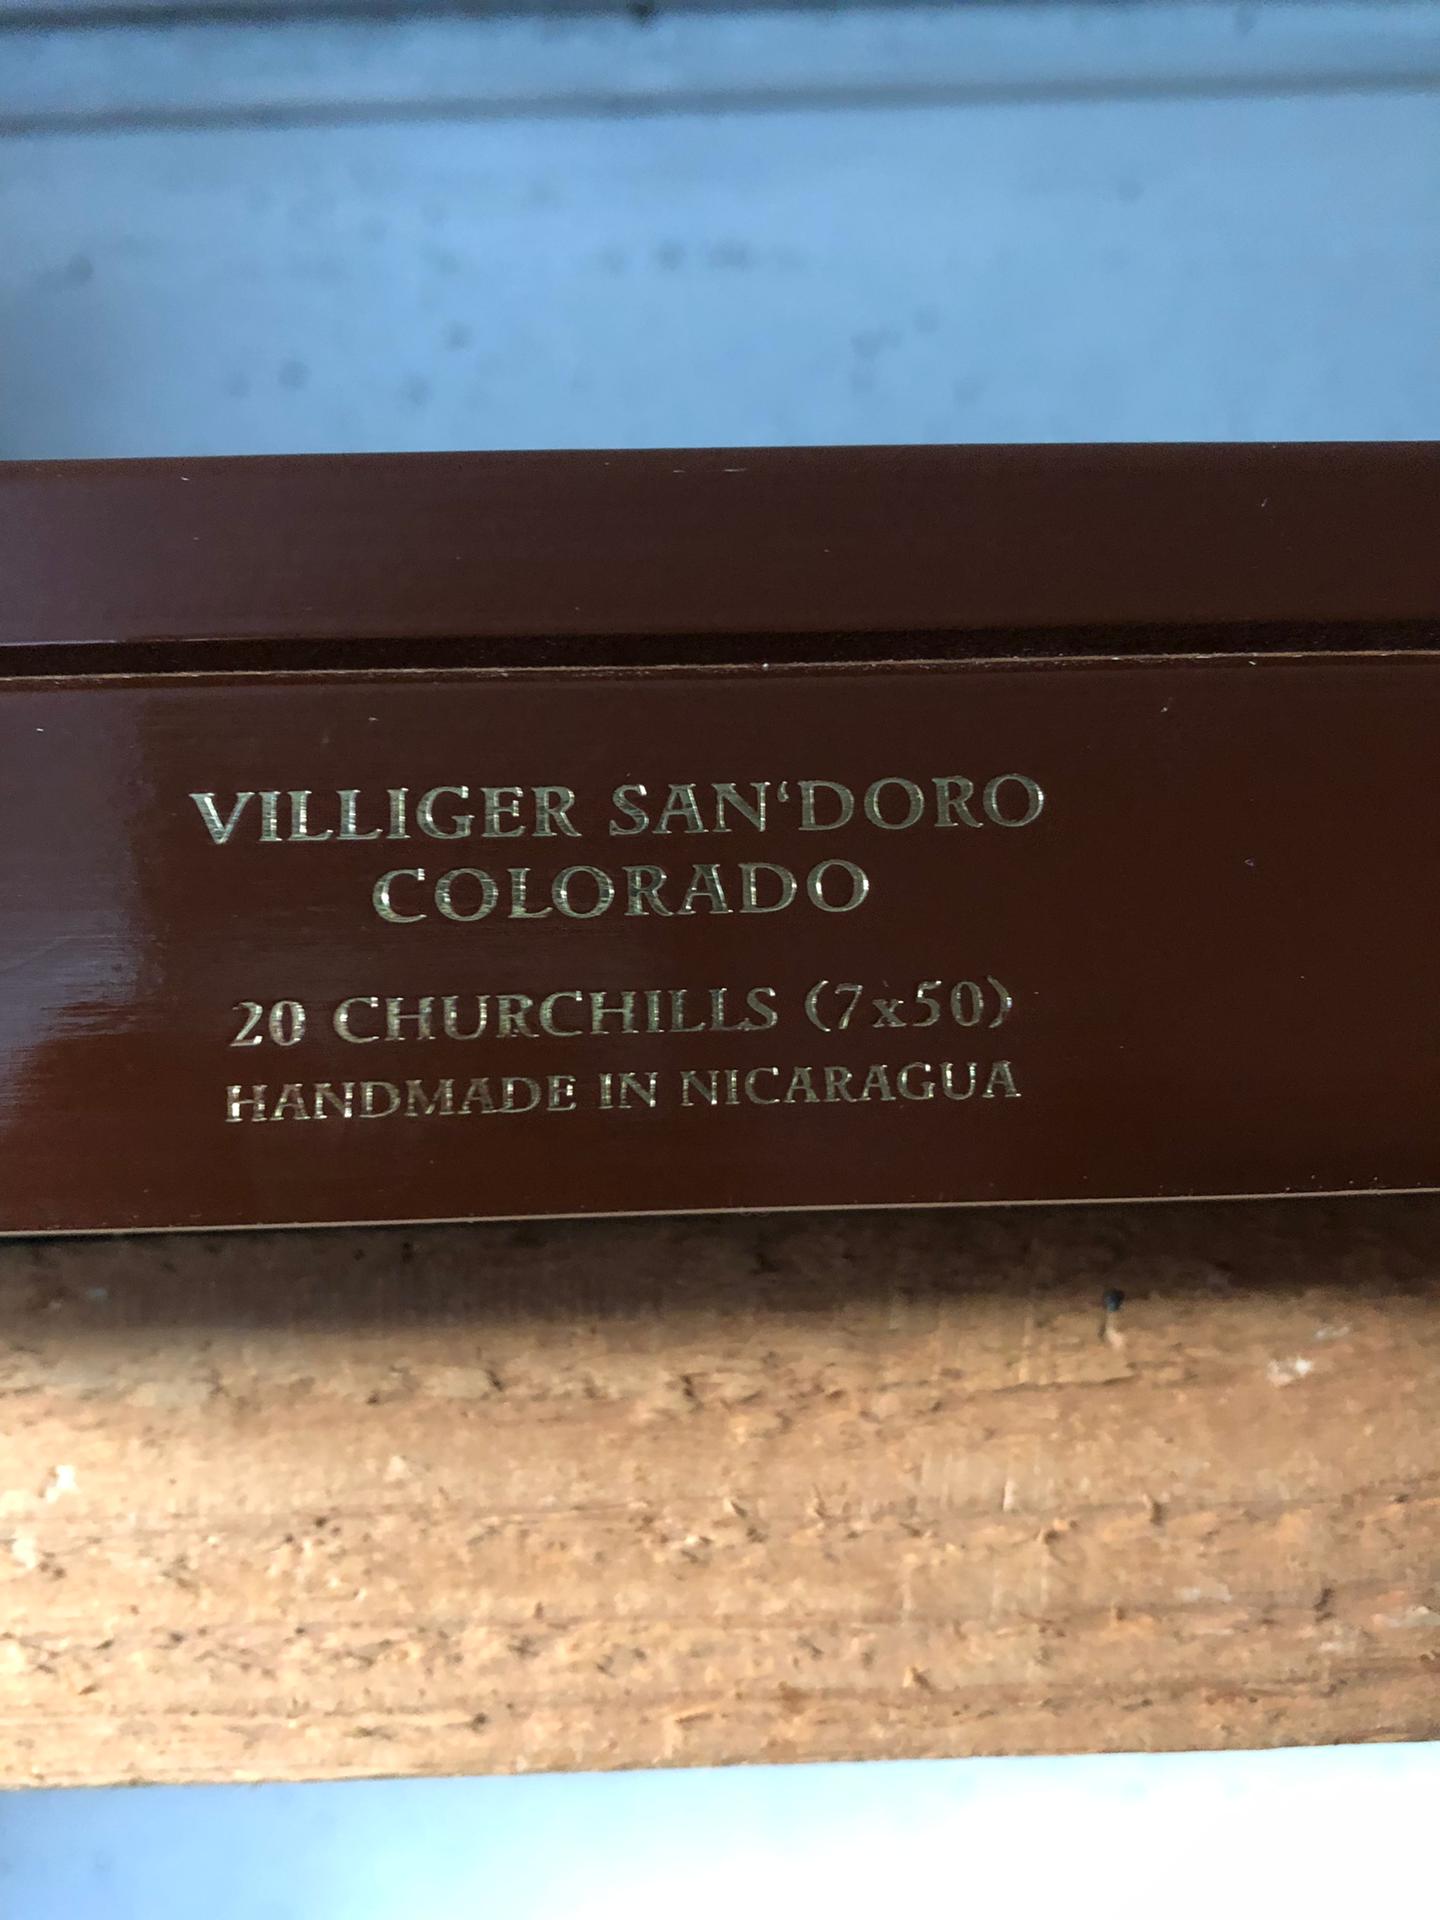 VILLIGER SAN‘DORO
COLORADO
20 CHURCHILLS (7x50)
HANDMADE IN NICARAGUA